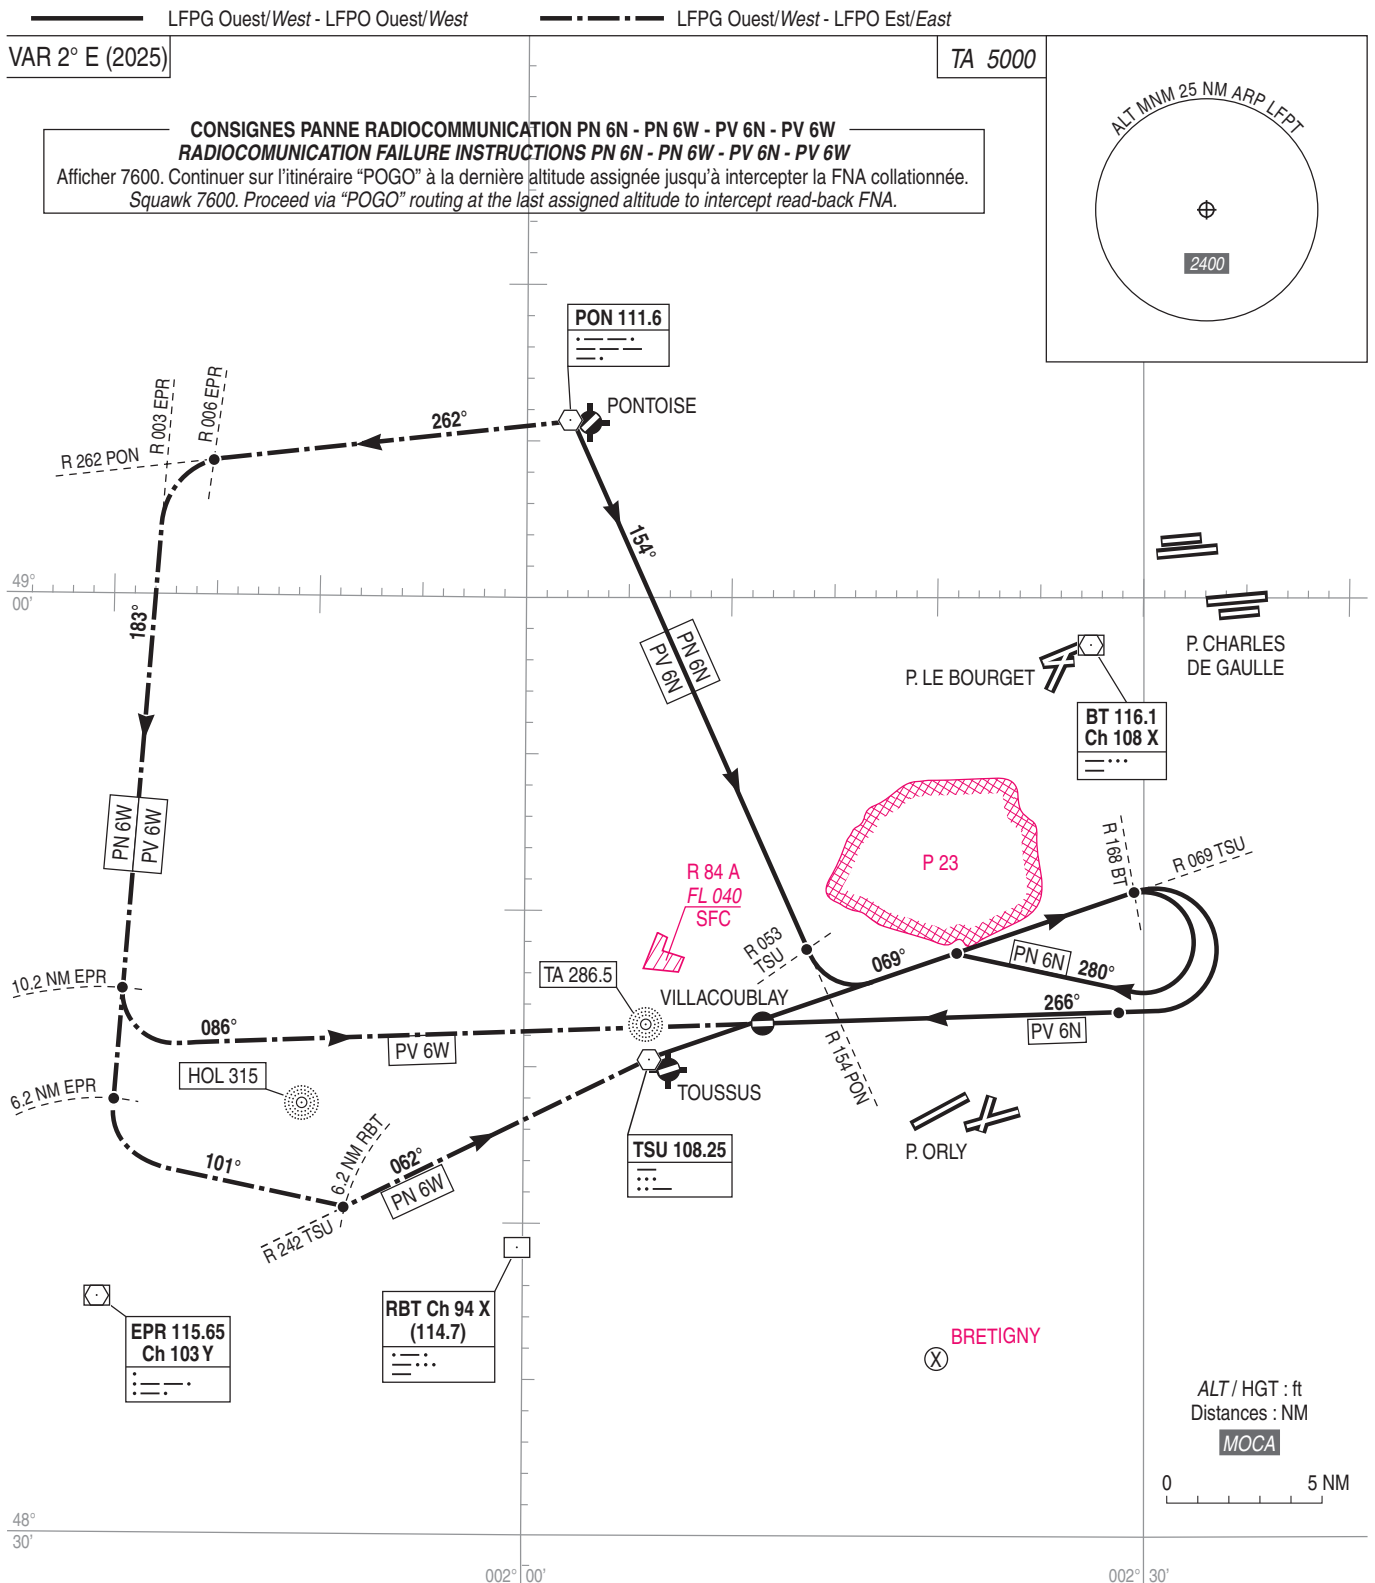 LFPG Ouest/West - LFPO Ouest/West
LFPG Ouest/West - LFPO Est/East
VAR 2° E (2025)
TA 5000
ALT MNM 25 NM ARP LFPT
2400
CONSIGNES PANNE RADIOCOMMUNICATION PN 6N - PN 6W - PV 6N - PV 6W
RADIOCOMUNICATION FAILURE INSTRUCTIONS PN 6N - PN 6W - PV 6N - PV 6W
Afficher 7600. Continuer sur l'itinéraire “POGO” à la dernière altitude assignée jusqu'à intercepter la FNA collationnée.
Squawk 7600. Proceed via “POGO” routing at the last assigned altitude to intercept read-back FNA.
PON 111.6
PONTOISE
262°
R 006 EPR
R 003 EPR
R 262 PON
154°
49°
00'
183°
PN 6N
PV 6N
P. CHARLES
DE GAULLE
P. LE BOURGET
BT 116.1
Ch 108 X
PN 6W
PV 6W
P 23
R 168 BT
R 069 TSU
R 84 A
FL 040
SFC
R 053
TSU
069°
PN 6N
280°
10.2 NM EPR
TA 286.5
VILLACOUBLAY
266°
PV 6N
086°
PV 6W
R 154 PON
HOL 315
6.2 NM EPR
TOUSSUS
P. ORLY
TSU 108.25
101°
6.2 NM RBT
062°
PN 6W
R 242 TSU
RBT Ch 94 X
(114.7)
EPR 115.65
Ch 103 Y
BRETIGNY
X
ALT / HGT : ft
Distances : NM
MOCA
0
5 NM
48°
30'
002° 00'
002° 30'